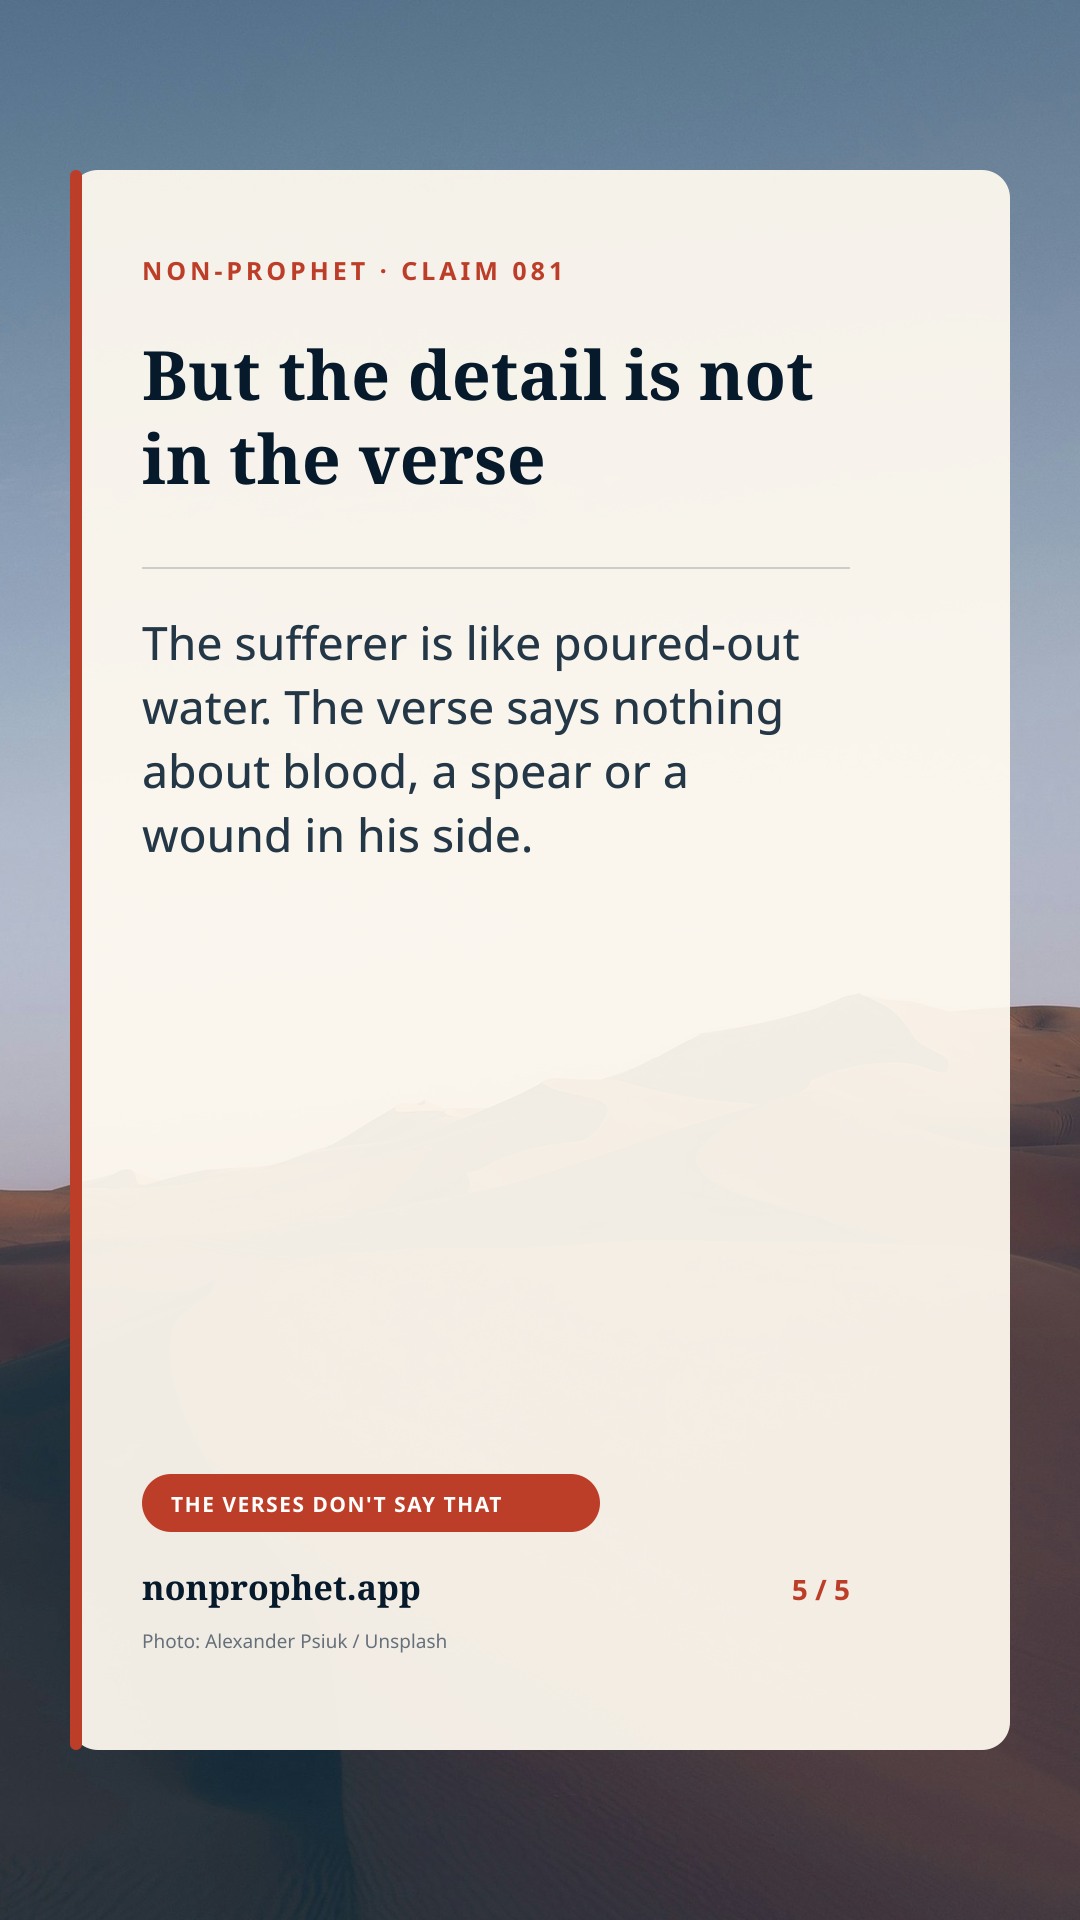 NON-PROPHET · CLAIM 081
But the detail is not
in the verse
The sufferer is like poured-out
water. The verse says nothing
about blood, a spear or a
wound in his side.
THE VERSES DON'T SAY THAT
nonprophet.app
5 / 5
Photo: Alexander Psiuk / Unsplash